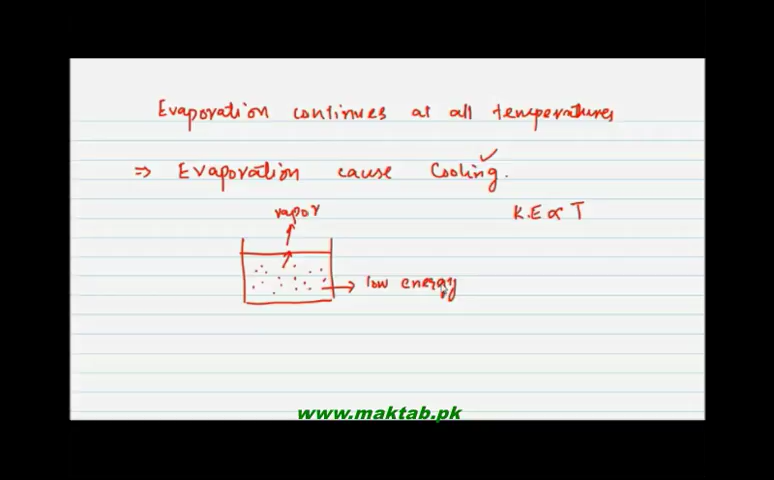 Evaporation continues at all temperatures
⇒ Evaporation cause Cooling. ✓
vapor
K.E ∝ T
low energy
www.maktab.pk